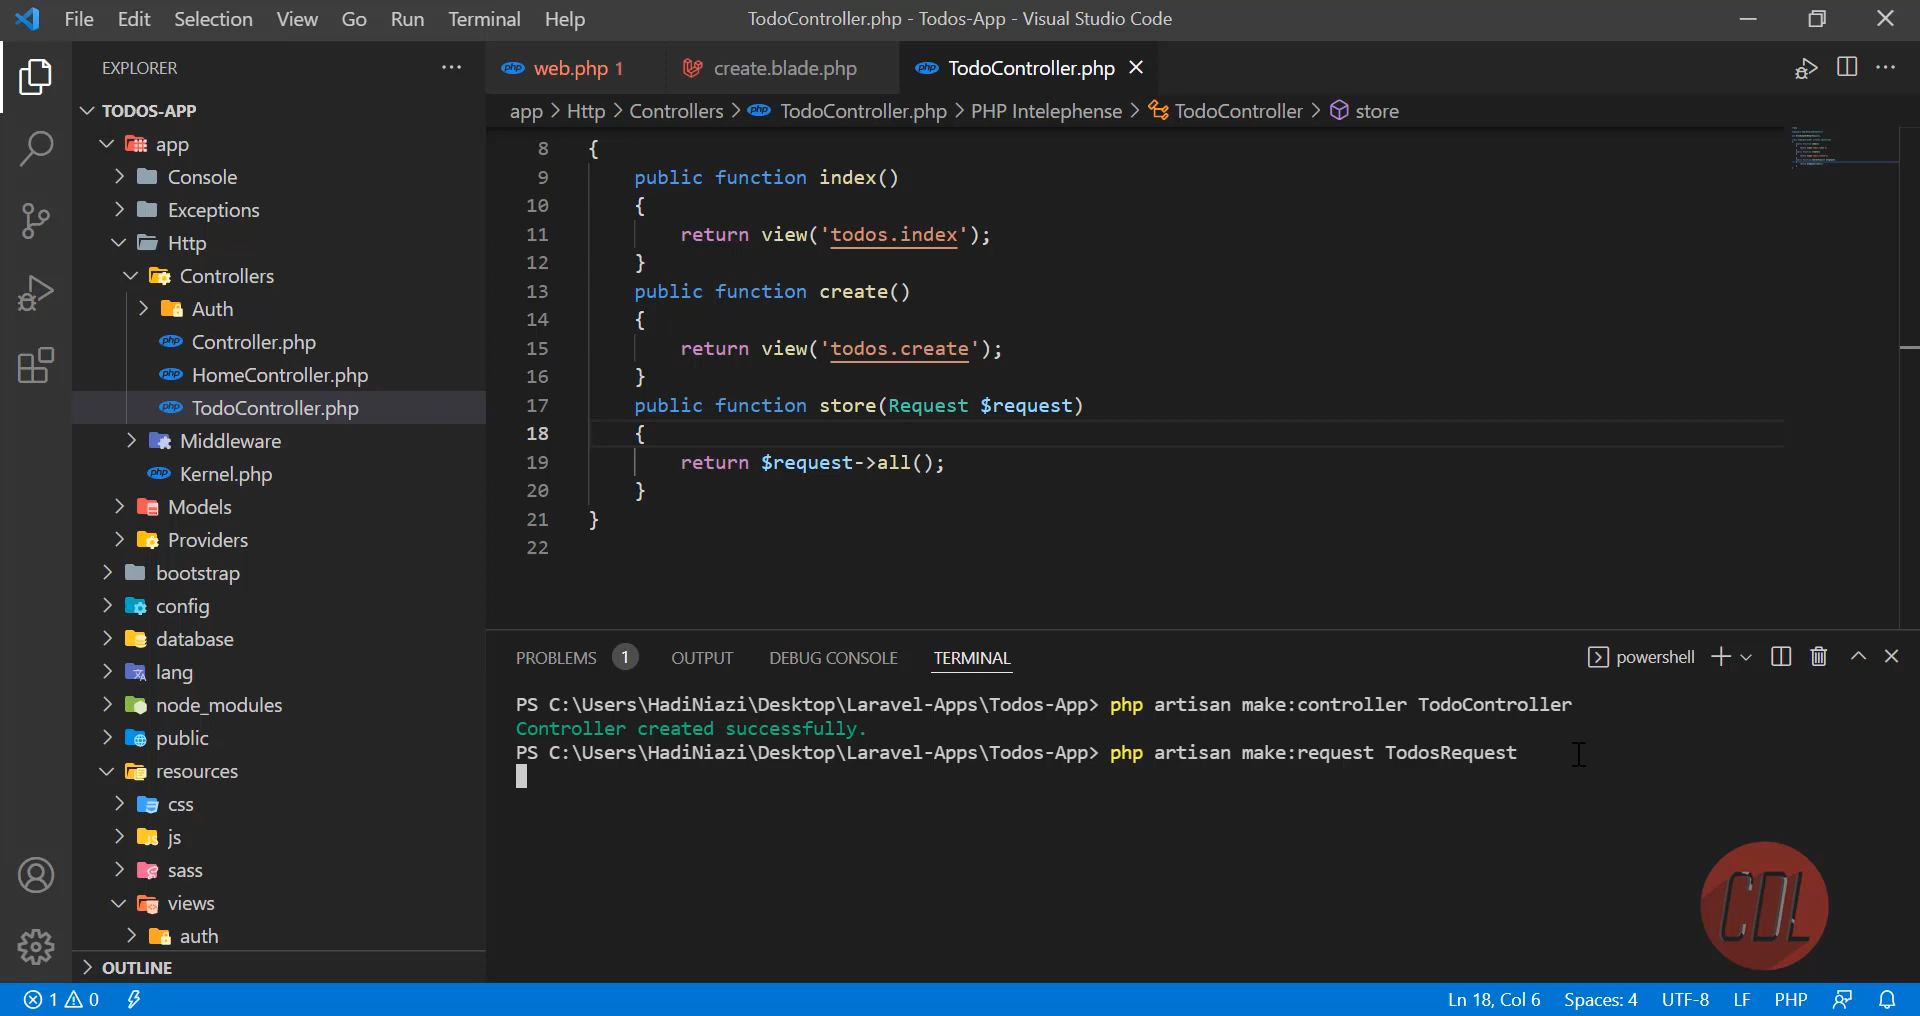 File Edit Selection View Go Run Terminal Help
TodoController.php - Todos-App - Visual Studio Code
EXPLORER
TODOS-APP
app
Console
Exceptions
Http
Controllers
Auth
Controller.php
HomeController.php
TodoController.php
Middleware
Kernel.php
Models
Providers
bootstrap
config
database
lang
node_modules
public
resources
css
js
sass
views
auth
OUTLINE
web.php 1
create.blade.php
TodoController.php
app > Http > Controllers > TodoController.php > PHP Intelephense > TodoController > store
8 {
9 public function index()
10 {
11 return view('todos.index');
12 }
13 public function create()
14 {
15 return view('todos.create');
16 }
17 public function store(Request $request)
18 {
19 return $request->all();
20 }
21 }
22
PROBLEMS 1 OUTPUT DEBUG CONSOLE TERMINAL
powershell
PS C:\Users\HadiNiazi\Desktop\Laravel-Apps\Todos-App> php artisan make:controller TodoController
Controller created successfully.
PS C:\Users\HadiNiazi\Desktop\Laravel-Apps\Todos-App> php artisan make:request TodosRequest
CDL
1 0
Ln 18, Col 6 Spaces: 4 UTF-8 LF PHP